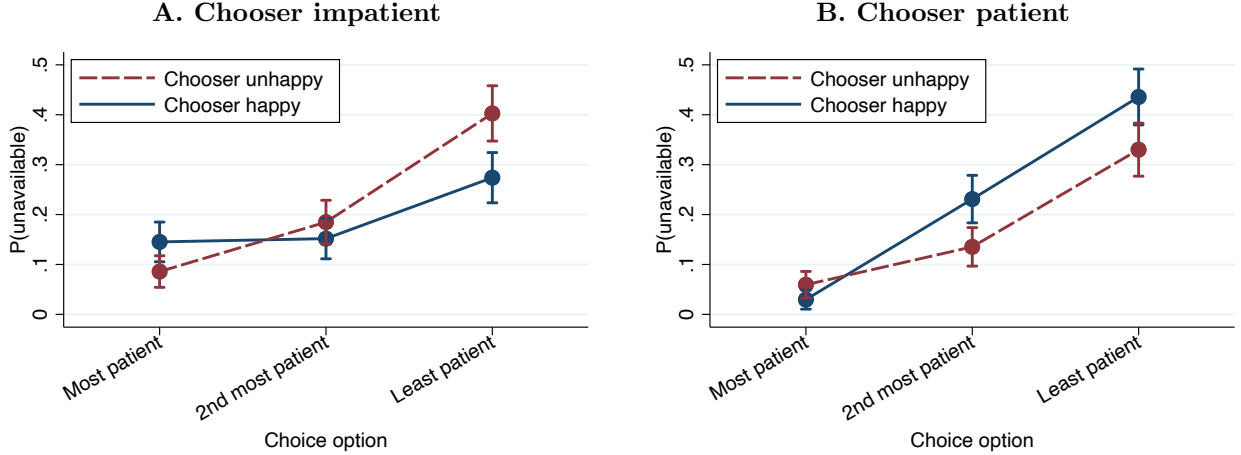 A. Chooser impatient
Chooser unhappy
Chooser happy
P(unavailable)
.5
.4
.3
.2
.1
0
Most patient
2nd most patient
Least patient
Choice option
B. Chooser patient
Chooser unhappy
Chooser happy
P(unavailable)
.5
.4
.3
.2
.1
0
Most patient
2nd most patient
Least patient
Choice option